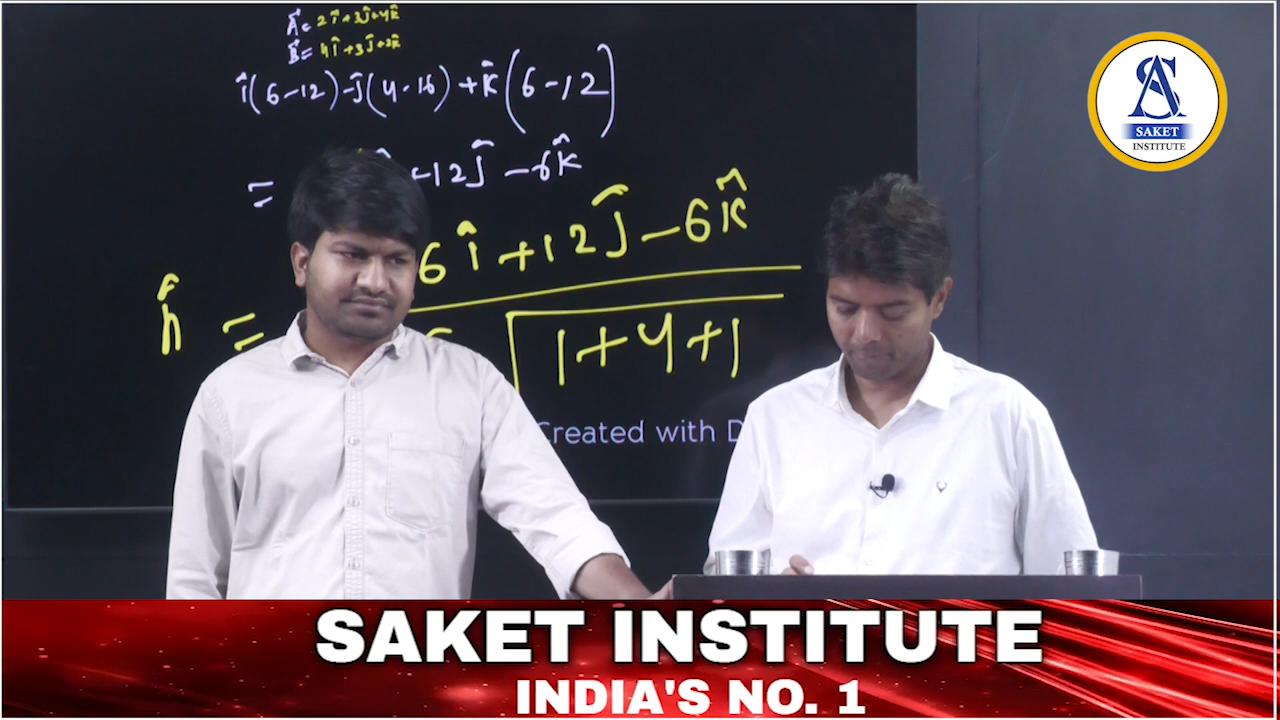 A⃗ = 2î+3ĵ+4k̂
B⃗ = 4î+3ĵ+2k̂
î(6-12)-ĵ(4-16)+k̂(6-12)
= +12ĵ-6k̂
6î+12ĵ-6k̂
n̂ =
√1+4+1
Created with D
SA
SAKET
INSTITUTE
SAKET INSTITUTE
INDIA'S NO. 1